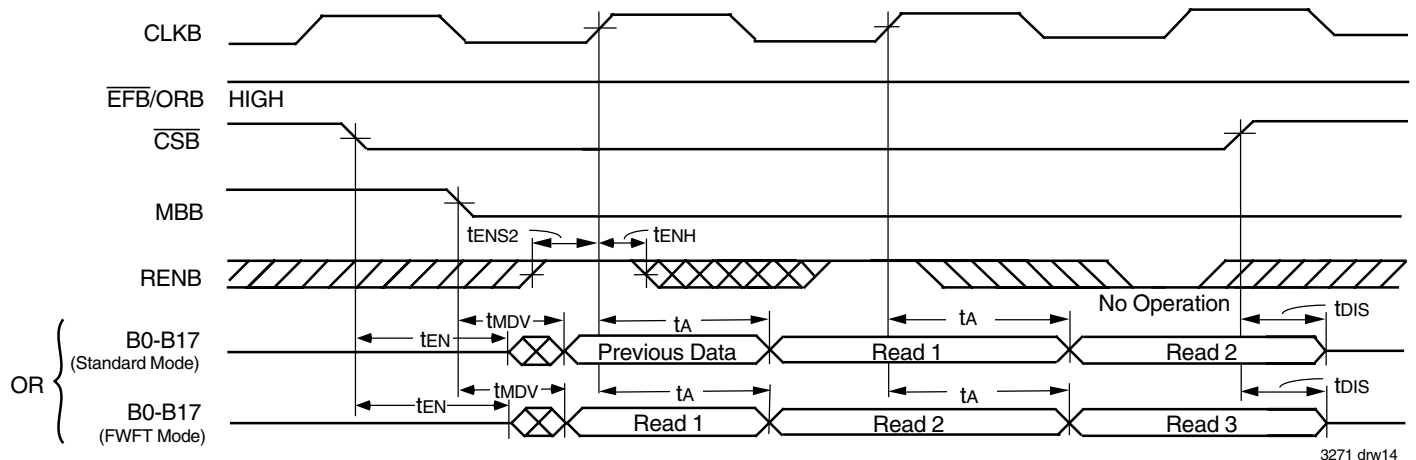 CLKB
EFB/ORB HIGH
CSB
MBB
tENS2 tENH
RENB
No Operation
tMDV tA tA tDIS
B0-B17 tEN Previous Data Read 1 Read 2
(Standard Mode)
OR
tMDV tA tA tDIS
B0-B17 tEN Read 1 Read 2 Read 3
(FWFT Mode)
3271 drw14